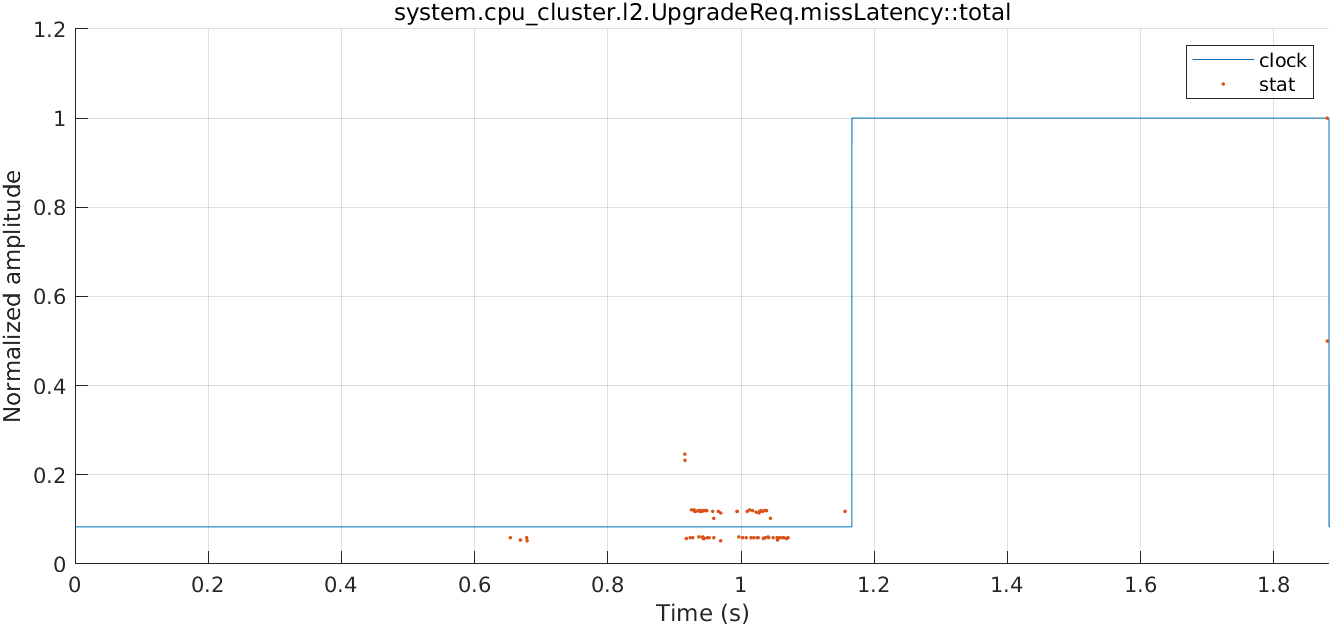 system.cpu_cluster.l2.UpgradeReq.missLatency::total
1.2
1
0.8
0.6
0.4
0.2
0
Normalized amplitude
clock
stat
0 0.2 0.4 0.6 0.8 1 1.2 1.4 1.6 1.8
Time (s)